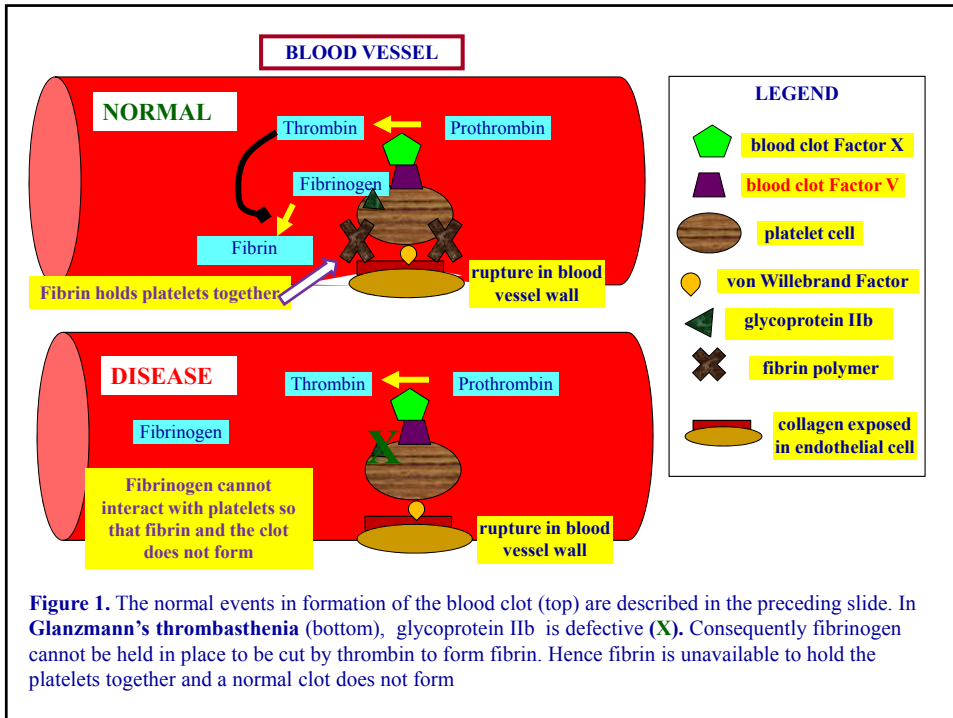 BLOOD VESSEL
NORMAL
Thrombin
Prothrombin
Fibrinogen
Fibrin
Fibrin holds platelets together
rupture in blood
vessel wall
DISEASE
Thrombin
Prothrombin
Fibrinogen
X
Fibrinogen cannot
interact with platelets so
that fibrin and the clot
does not form
rupture in blood
vessel wall
LEGEND
blood clot Factor X
blood clot Factor V
platelet cell
von Willebrand Factor
glycoprotein IIb
fibrin polymer
collagen exposed
in endothelial cell
Figure 1. The normal events in formation of the blood clot (top) are described in the preceding slide. In
Glanzmann’s thrombasthenia (bottom), glycoprotein IIb is defective (X). Consequently fibrinogen
cannot be held in place to be cut by thrombin to form fibrin. Hence fibrin is unavailable to hold the
platelets together and a normal clot does not form